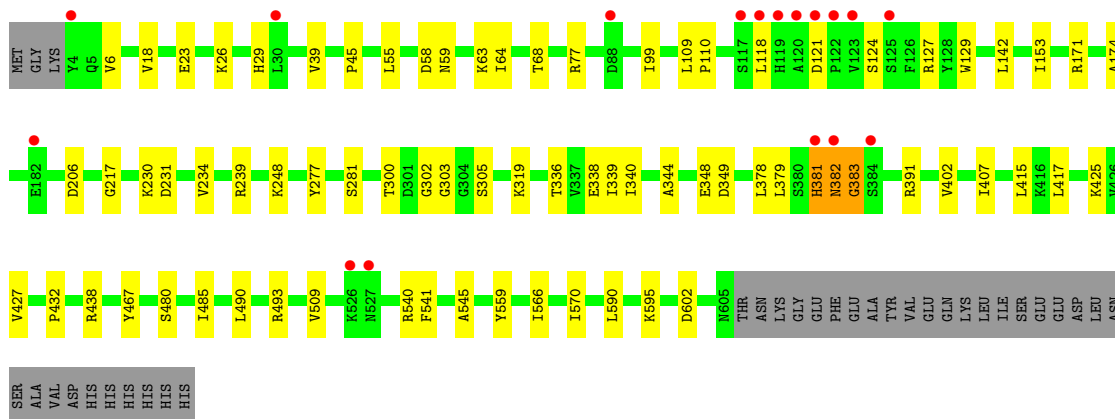 MET GLY LYS Y4 Q5 V6 V18 E23 K26 H29 L30 V39 P45 L55 D58 N59 K63 I64 T68 R77 D88 I99 L109 P110 S117 L118 H119 A120 D121 P122 V123 S124 S125 F126 R127 Y128 W129 L142 I153 R171 A174
E182 D206 G217 K230 D231 V234 R239 K248 Y277 S281 T300 D301 G302 G303 G304 S305 K319 T336 V337 E338 I339 I340 A344 E348 D349 L378 L379 S380 H381 N382 G383 S384 R391 V402 I407 L415 K416 L417 K425 V426
V427 P432 R438 Y467 S480 I485 L490 R493 V509 K526 N527 R540 F541 A545 Y559 I566 I570 L590 K595 D602 N605 THR ASN LYS GLY GLU PHE GLU ALA TYR VAL GLU GLN LYS LEU ILE SER GLU GLU ASP LEU ASN
SER ALA VAL ASP HIS HIS HIS HIS HIS HIS